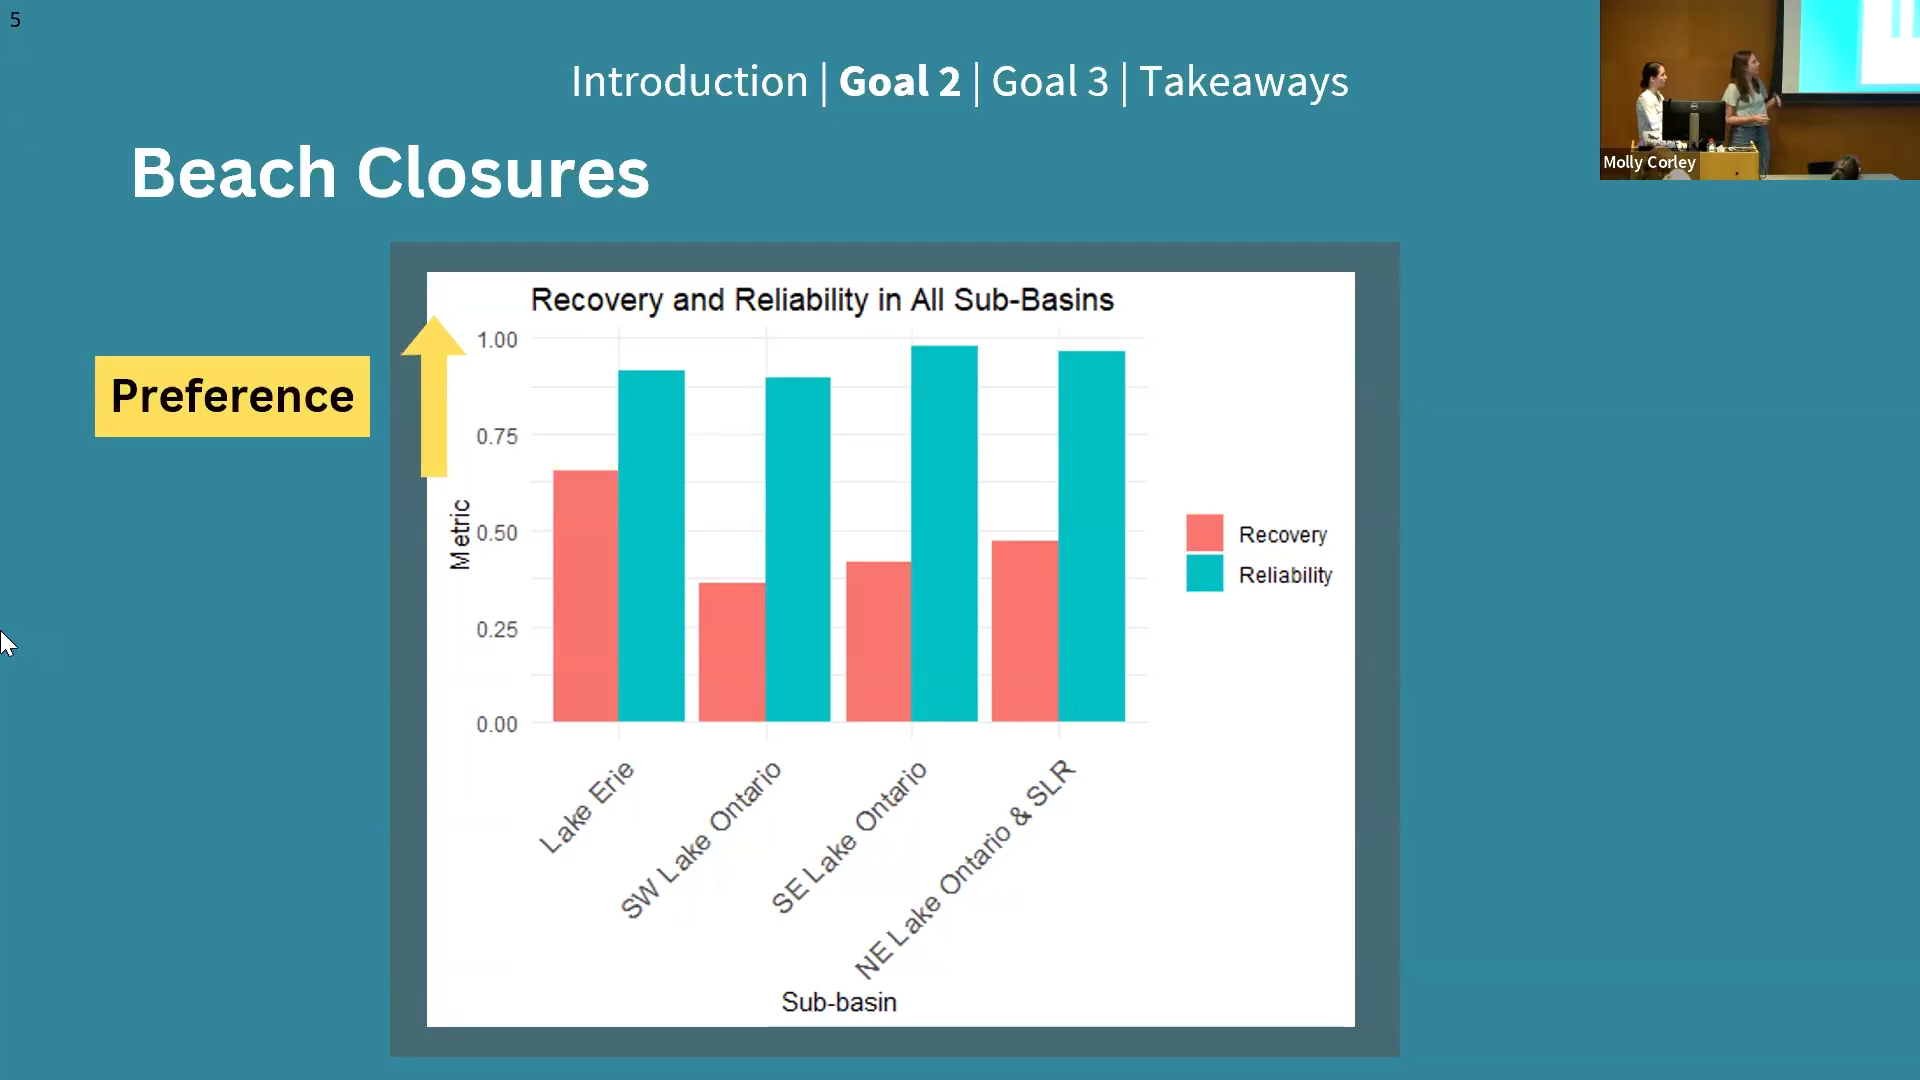 5
Introduction | Goal 2 | Goal 3 | Takeaways
Beach Closures
Molly Corley
Preference
Recovery and Reliability in All Sub-Basins
1.00
0.75
0.50
0.25
0.00
Metric
Recovery
Reliability
Lake Erie
SW Lake Ontario
SE Lake Ontario
NE Lake Ontario & SLR
Sub-basin